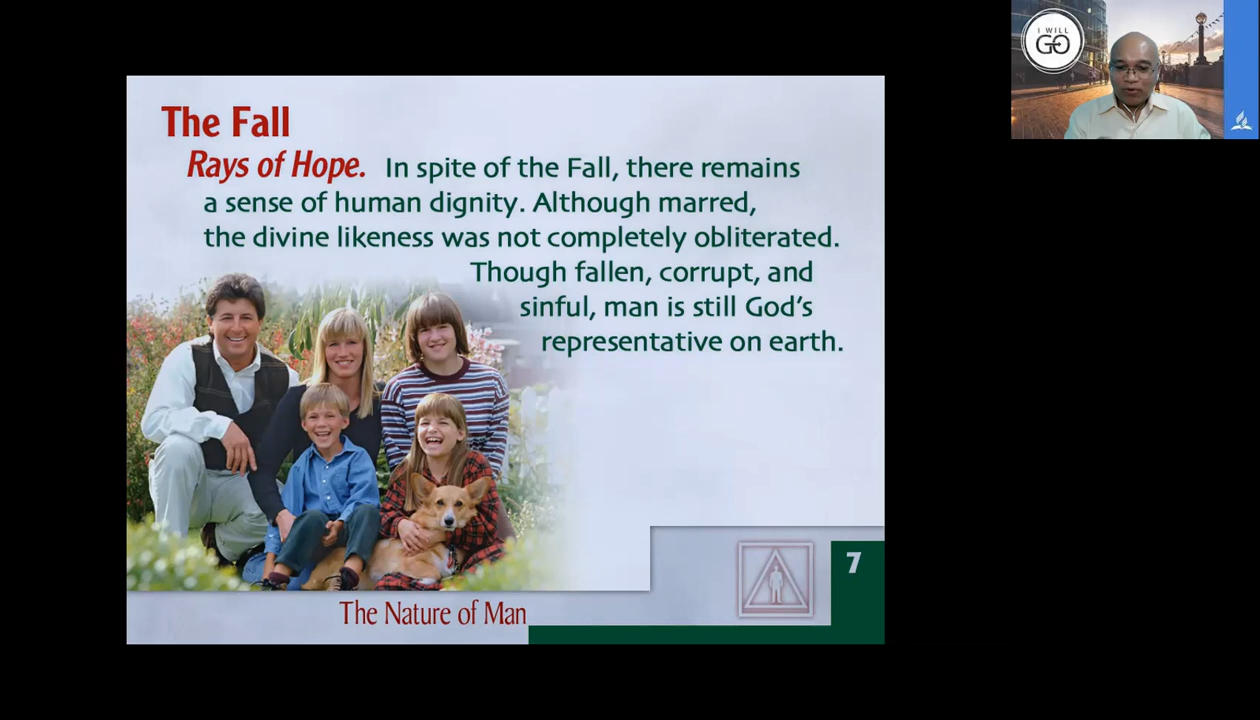 The Fall
Rays of Hope. In spite of the Fall, there remains
a sense of human dignity. Although marred,
the divine likeness was not completely obliterated.
Though fallen, corrupt, and
sinful, man is still God's
representative on earth.
7
The Nature of Man
I WILL
GO